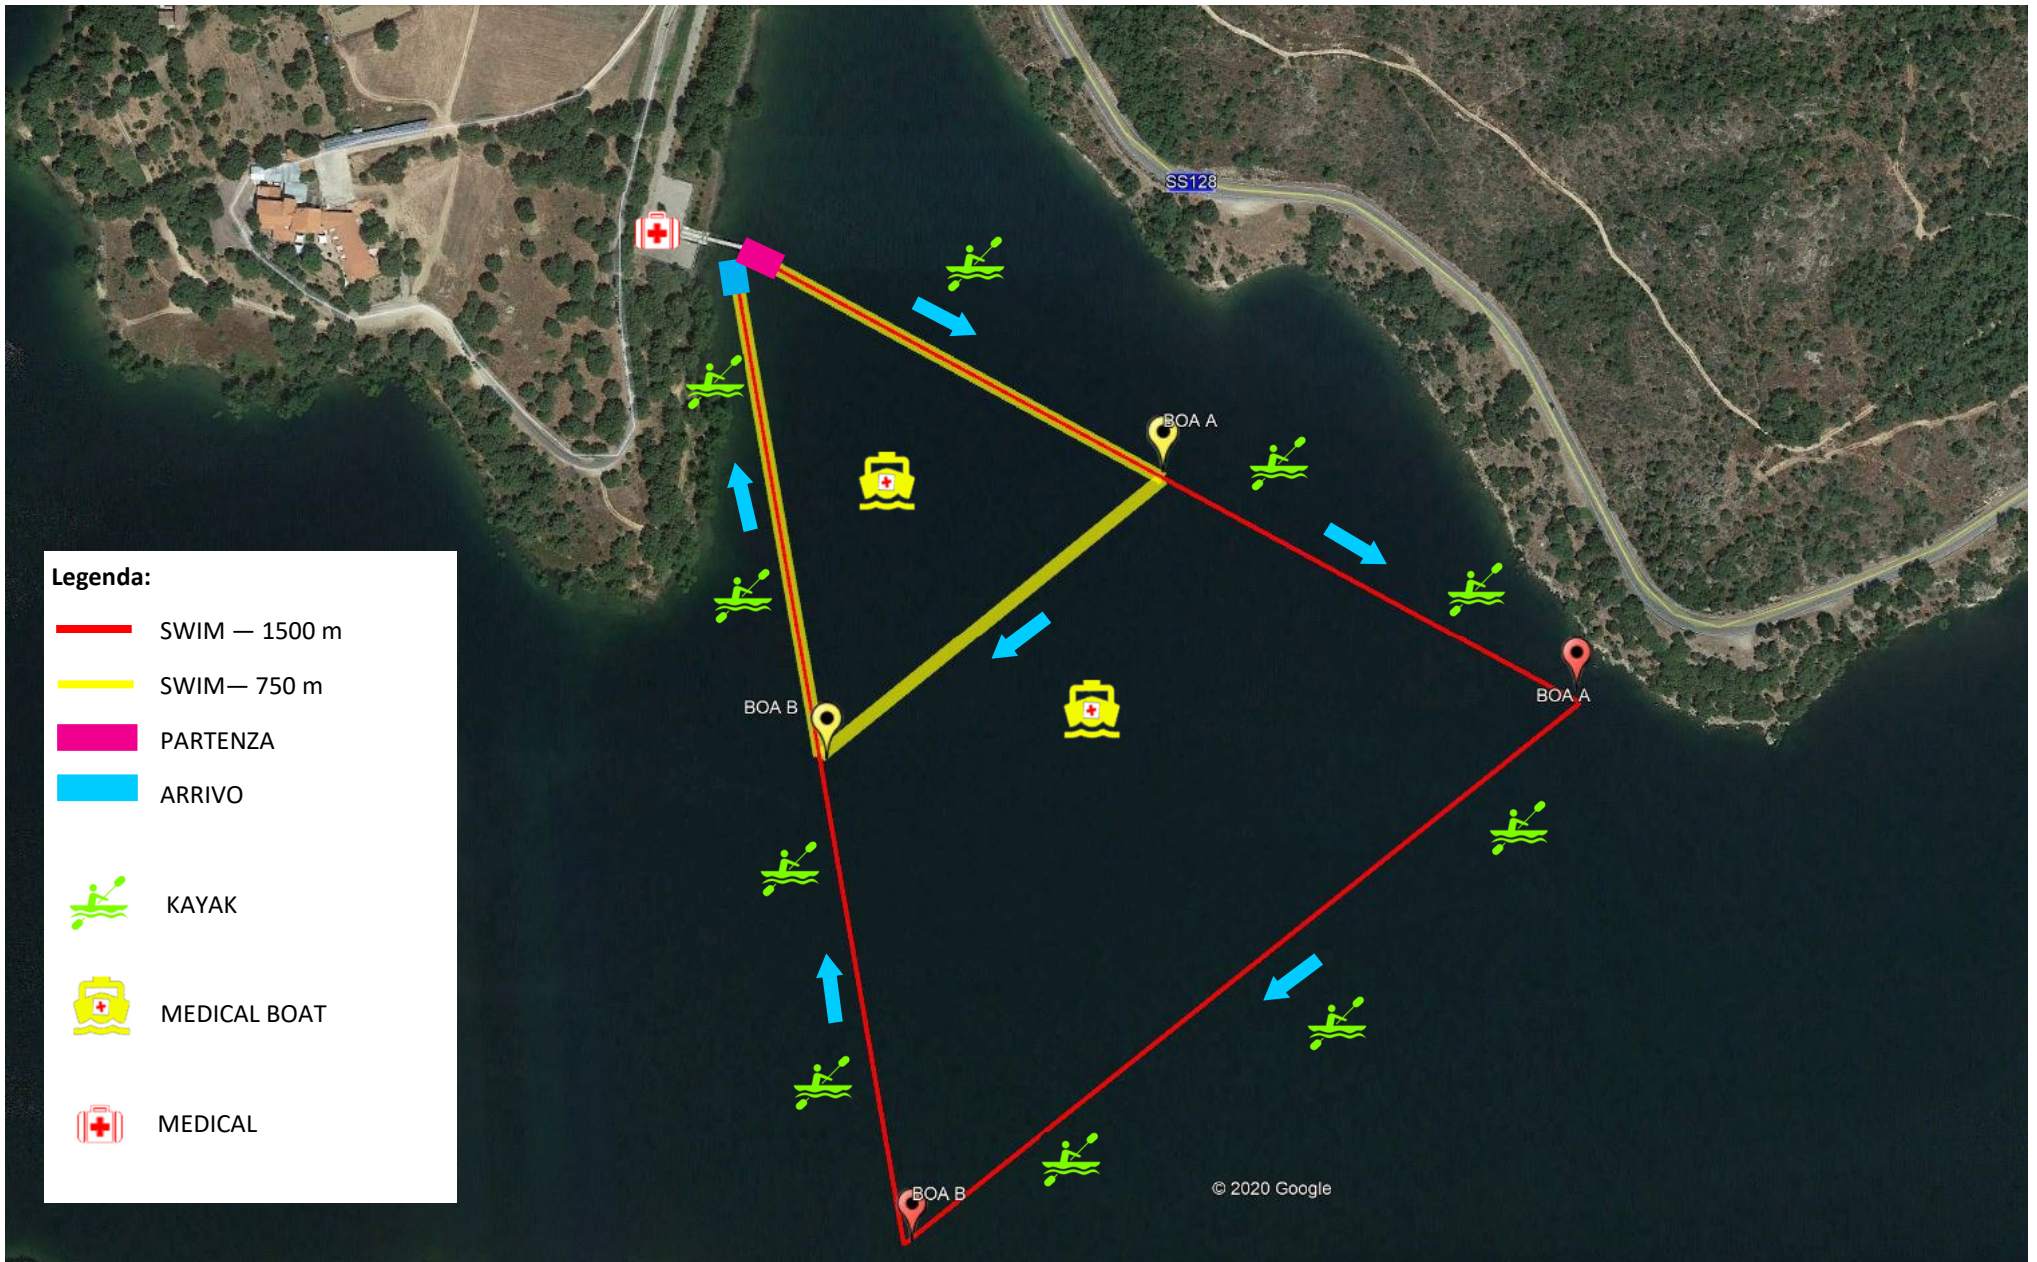 SS128
BOA A
BOA A
BOA B
BOA B
Legenda:
SWIM — 1500 m
SWIM— 750 m
PARTENZA
ARRIVO
KAYAK
MEDICAL BOAT
MEDICAL
© 2020 Google